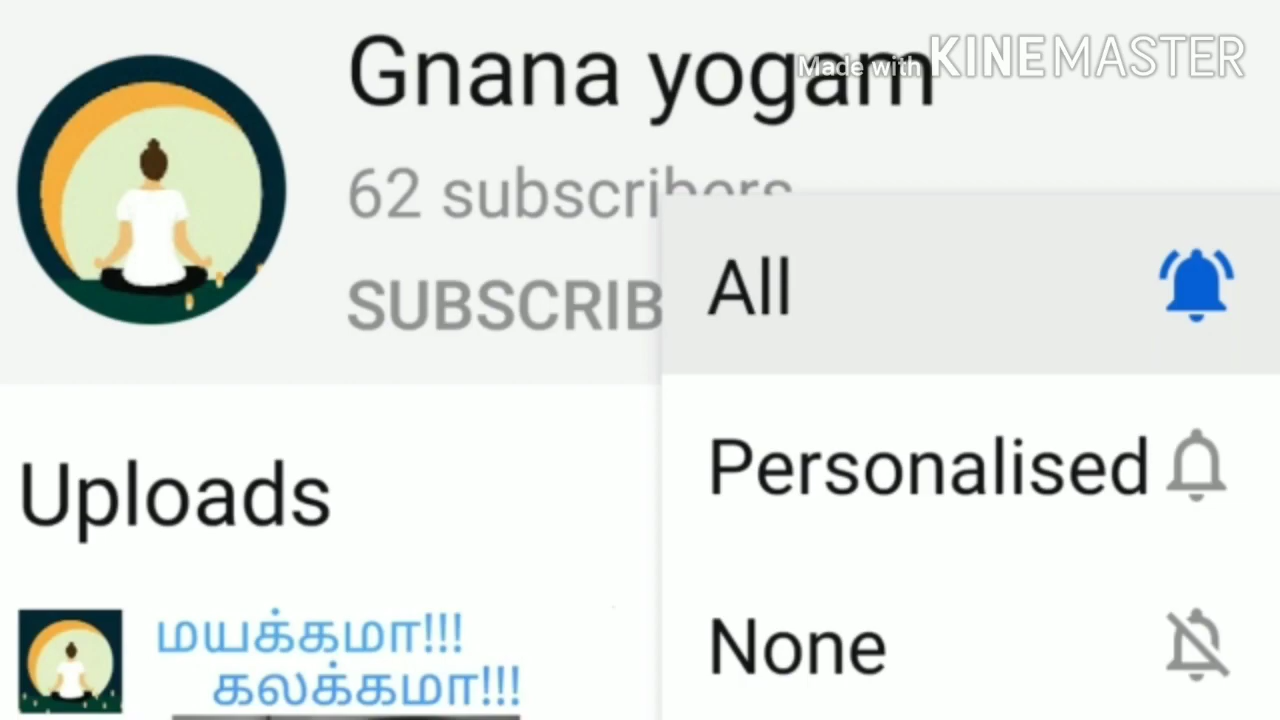 Gnana yogam
Made with KINEMASTER
62 subscribers
SUBSCRIB
All
Personalised
None
Uploads
மயக்கமா!!!
கலக்கமா!!!